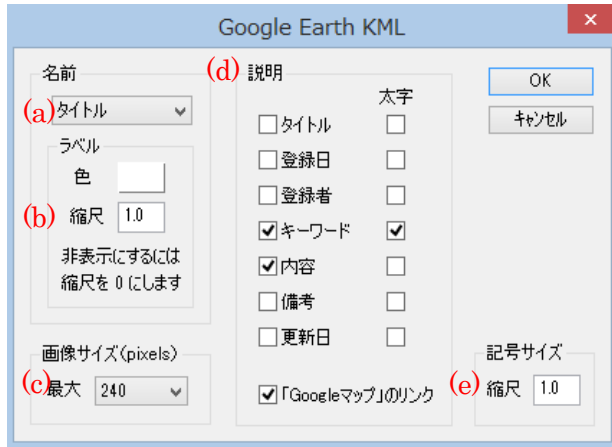 Google Earth KML
×
名前
(a) タイトル
ラベル
色
(b) 縮尺 1.0
非表示にするには
縮尺を 0 にします
画像サイズ(pixels)
(c) 最大 240
(d) 説明
太字
タイトル
登録日
登録者
キーワード
内容
備考
更新日
「Googleマップ」のリンク
OK
キャンセル
記号サイズ
(e) 縮尺 1.0